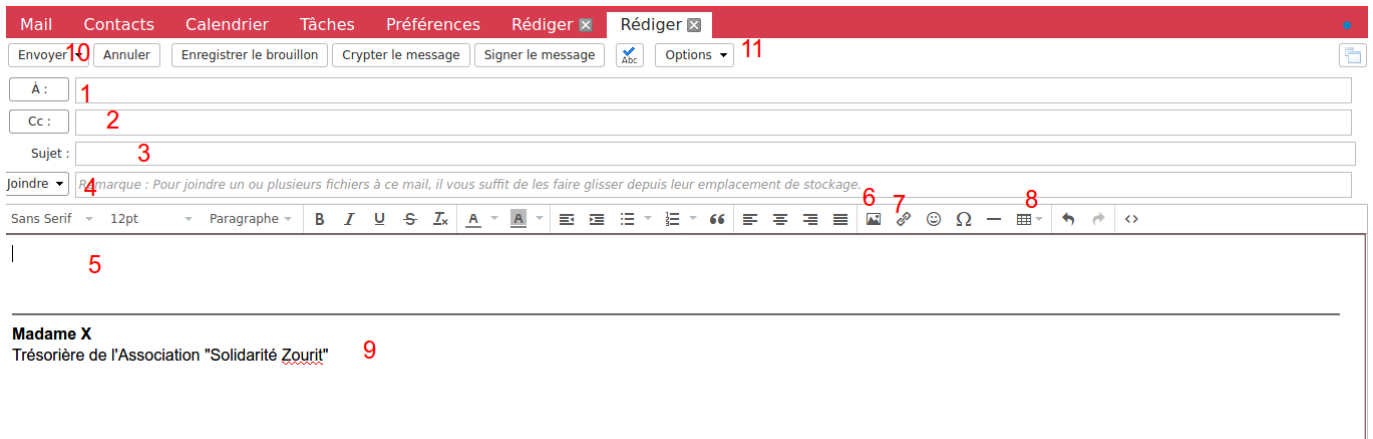 Mail Contacts Calendrier Tâches Préférences Rédiger Rédiger
Envoyer 10 Annuler Enregistrer le brouillon Crypter le message Signer le message Abc Options 11
À : 1
Cc : 2
Sujet : 3
Joindre 4 Remarque : Pour joindre un ou plusieurs fichiers à ce mail, il vous suffit de les faire glisser depuis leur emplacement de stockage.
6 7 8
Sans Serif 12pt Paragraphe B I U S Tx A A Ω
5
Madame X
Trésorière de l'Association "Solidarité Zourit" 9